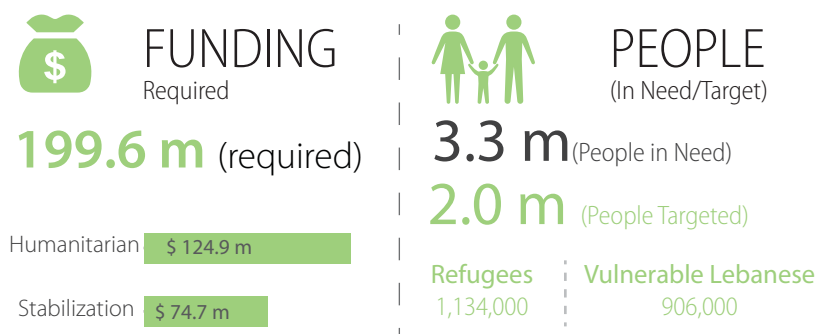 $
FUNDING
Required
199.6 m (required)
Humanitarian $ 124.9 m
Stabilization $ 74.7 m
PEOPLE
(In Need/Target)
3.3 m(People in Need)
2.0 m (People Targeted)
Refugees
1,134,000
Vulnerable Lebanese
906,000